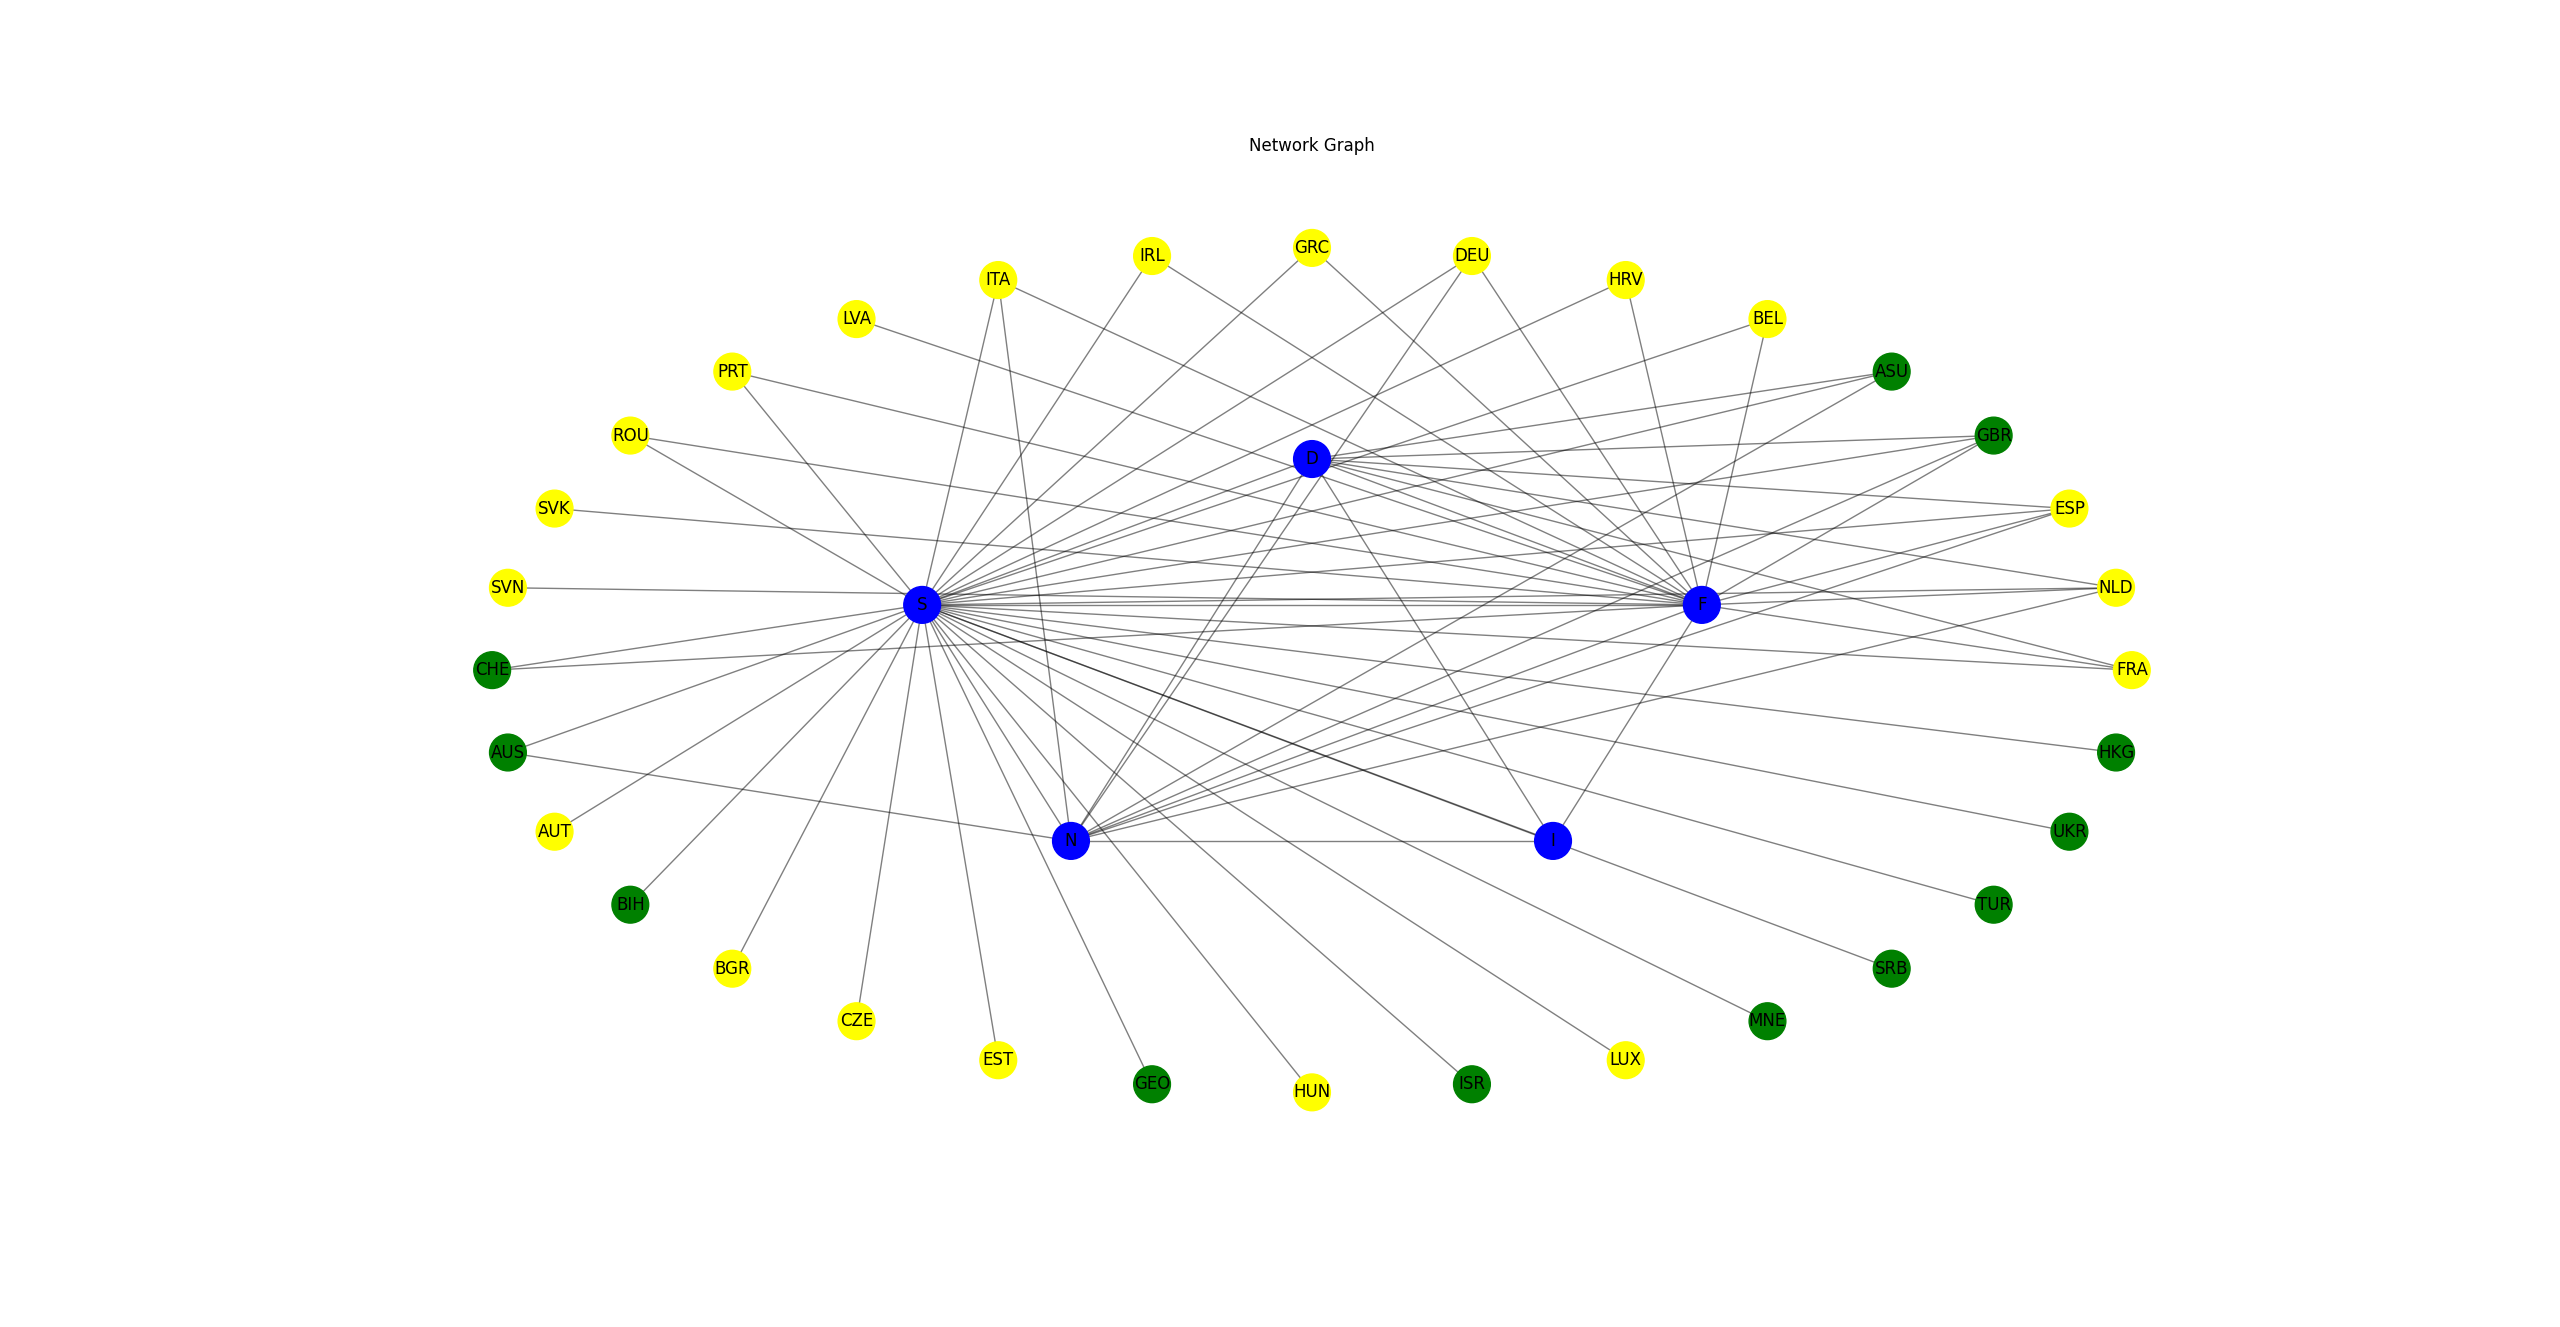 Network Graph
GRC
IRL
DEU
ITA
HRV
LVA
BEL
PRT
ASU
ROU
GBR
D
SVK
ESP
SVN
NLD
S
F
CHE
FRA
AUS
HKG
AUT
UKR
N
I
BIH
TUR
BGR
SRB
CZE
MNE
EST
LUX
GEO
ISR
HUN